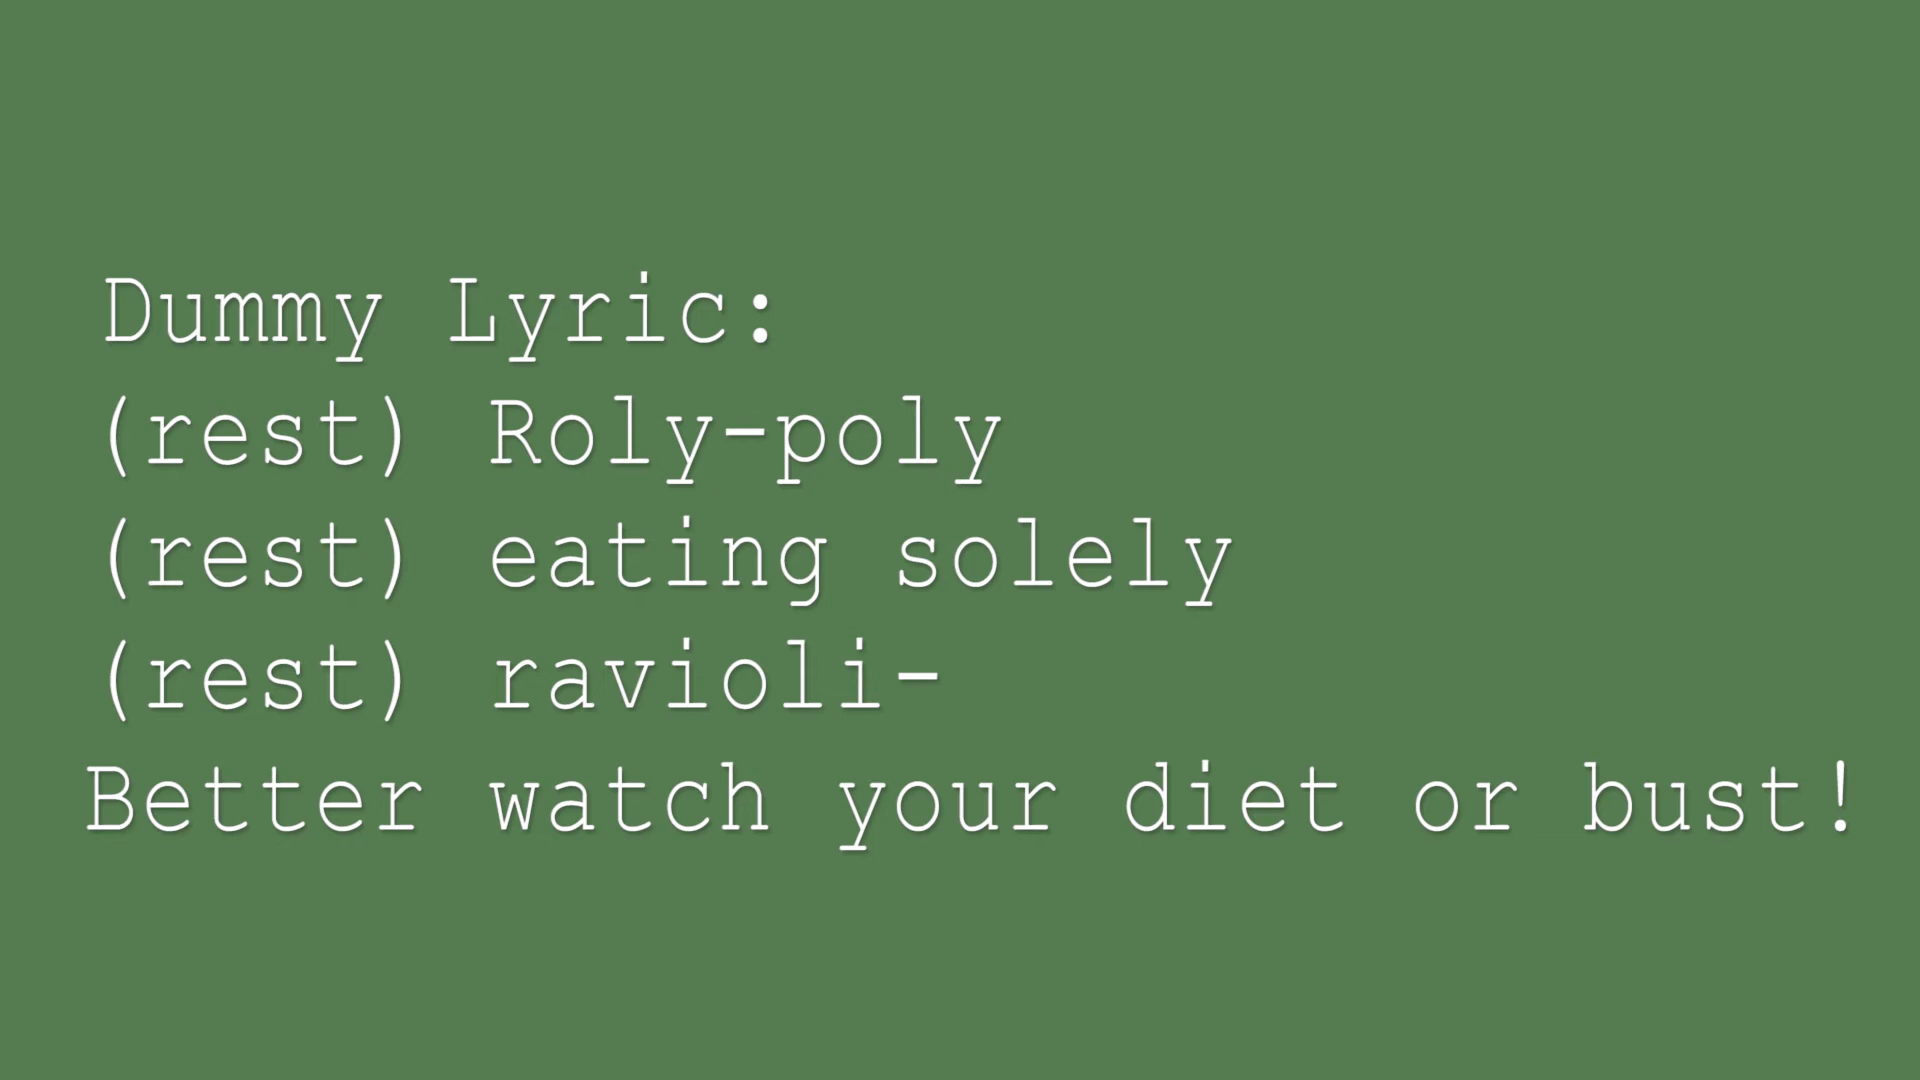 Dummy Lyric:
(rest) Roly-poly
(rest) eating solely
(rest) ravioli-
Better watch your diet or bust!